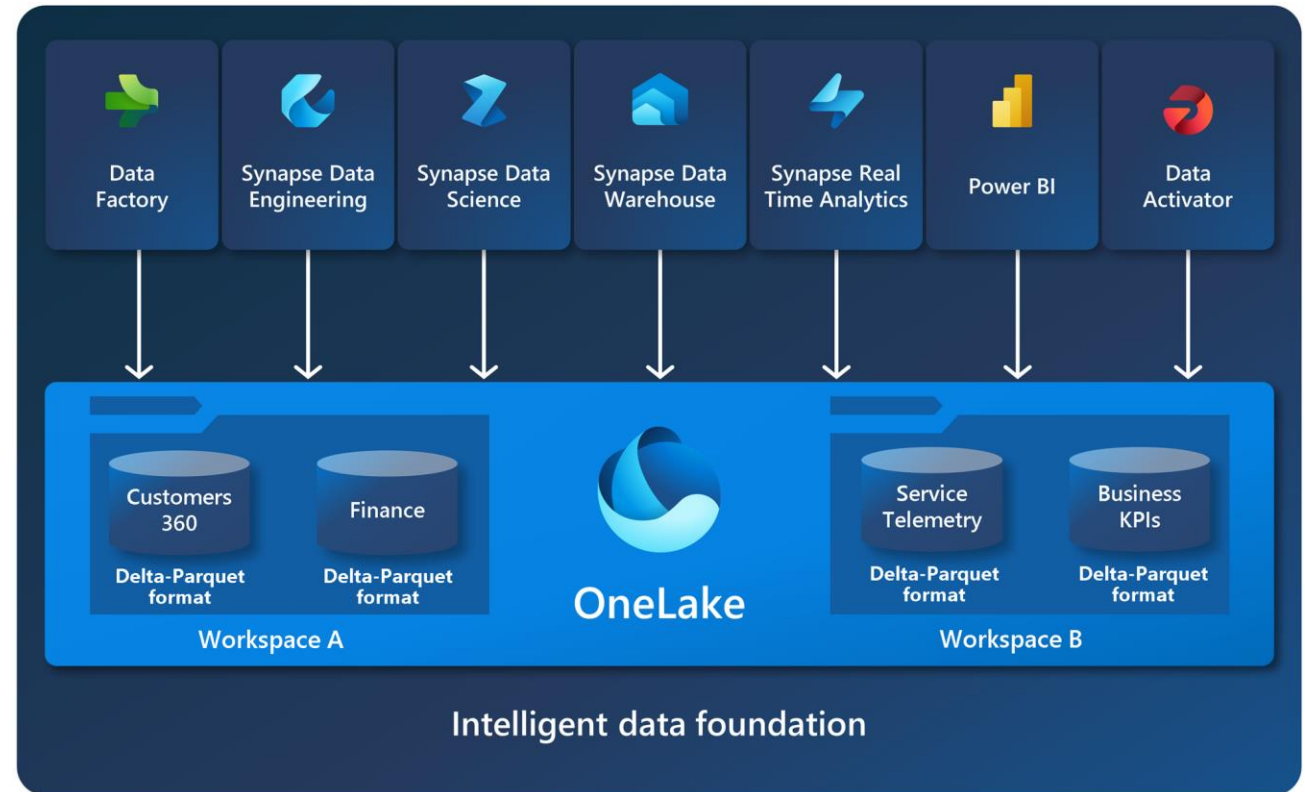 Data
Factory
Synapse Data
Engineering
Synapse Data
Science
Synapse Data
Warehouse
Synapse Real
Time Analytics
Power BI
Data
Activator
Customers
360
Delta-Parquet
format
Finance
Delta-Parquet
format
Workspace A
OneLake
Service
Telemetry
Delta-Parquet
format
Business
KPIs
Delta-Parquet
format
Workspace B
Intelligent data foundation